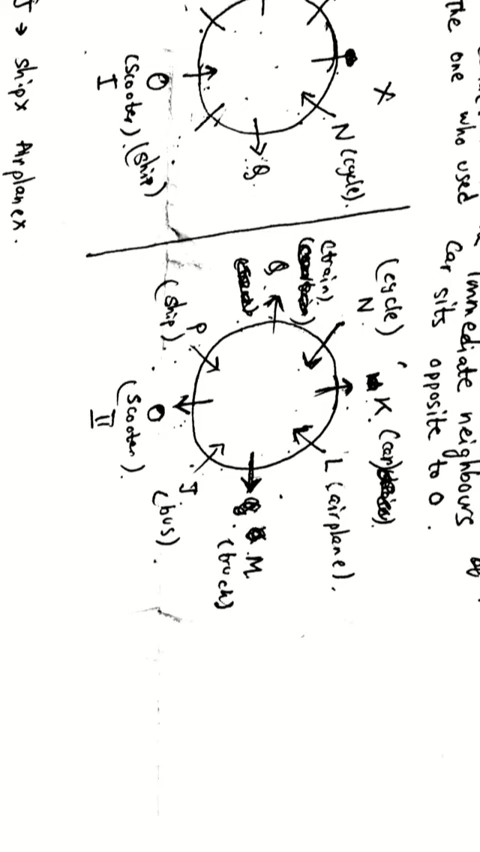 The one who used
car sits opposite to O.
immediate neighbours
X
N (cycle).
Q.
(ship)
O
(scooter).
I
(cycle)
N.
K. (car)
(train).
Q.
L (airplane).
(ship).
P
M.
(truck)
J
(bus).
O
(scooter).
II
J → ship x Airplane x.